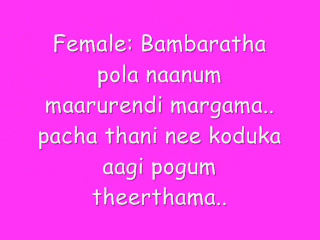 Female: Bambaratha
pola naanum
maarurendi margama..
pacha thani nee koduka
aagi pogum
theerthama..